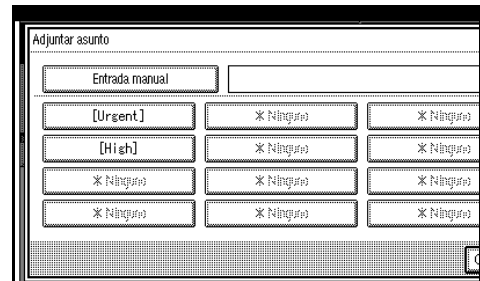 Adjuntar asunto
Entrada manual
[Urgent] ✳ Ninguno ✳ Ninguno
[High] ✳ Ninguno ✳ Ninguno
✳ Ninguno ✳ Ninguno ✳ Ninguno
✳ Ninguno ✳ Ninguno ✳ Ninguno